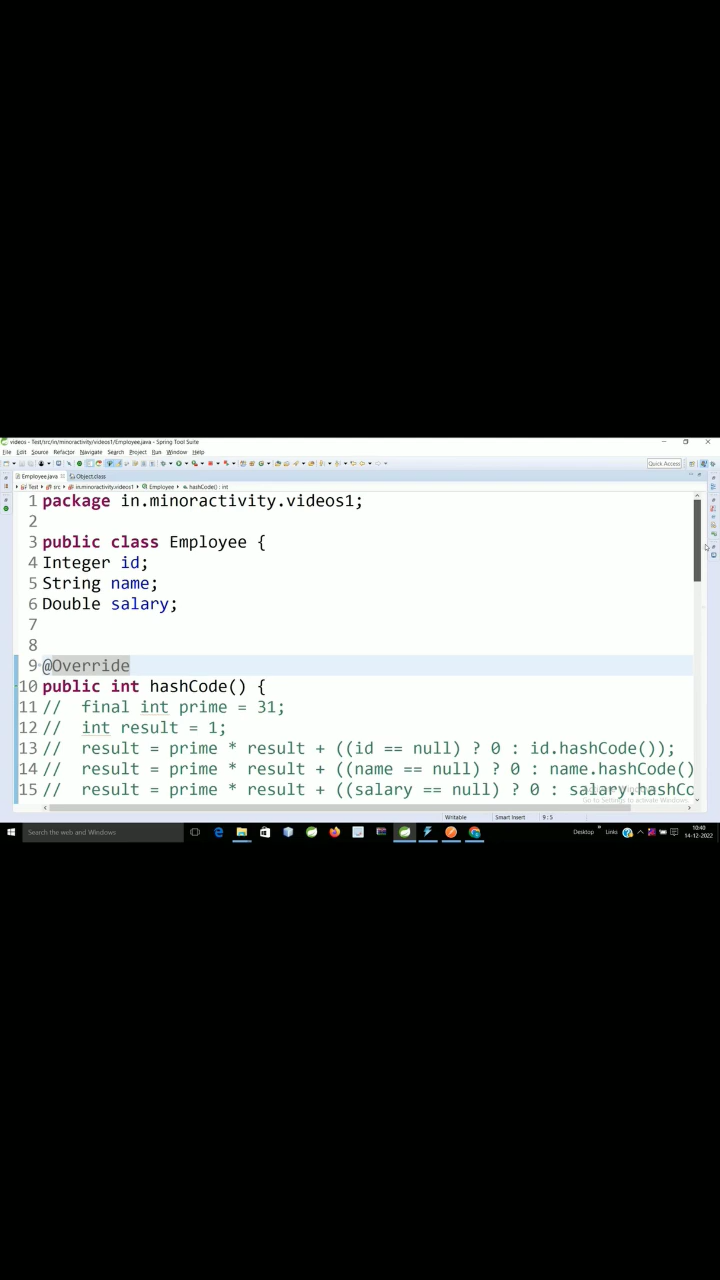 videos - Test/src/in/minoractivity/videos1/Employee.java - Spring Tool Suite
File Edit Source Refactor Navigate Search Project Run Window Help
Quick Access
Employee.java Object.class
Test src in.minoractivity.videos1 Employee hashCode() : int
1 package in.minoractivity.videos1;
2
3 public class Employee {
4 Integer id;
5 String name;
6 Double salary;
7
8
9 @Override
10 public int hashCode() {
11 // final int prime = 31;
12 // int result = 1;
13 // result = prime * result + ((id == null) ? 0 : id.hashCode());
14 // result = prime * result + ((name == null) ? 0 : name.hashCode()
15 // result = prime * result + ((salary == null) ? 0 : salary.hashCo
Go to Settings to activate Windows.
Writable Smart Insert 9 : 5
Search the web and Windows
Desktop Links
10:40
14-12-2022